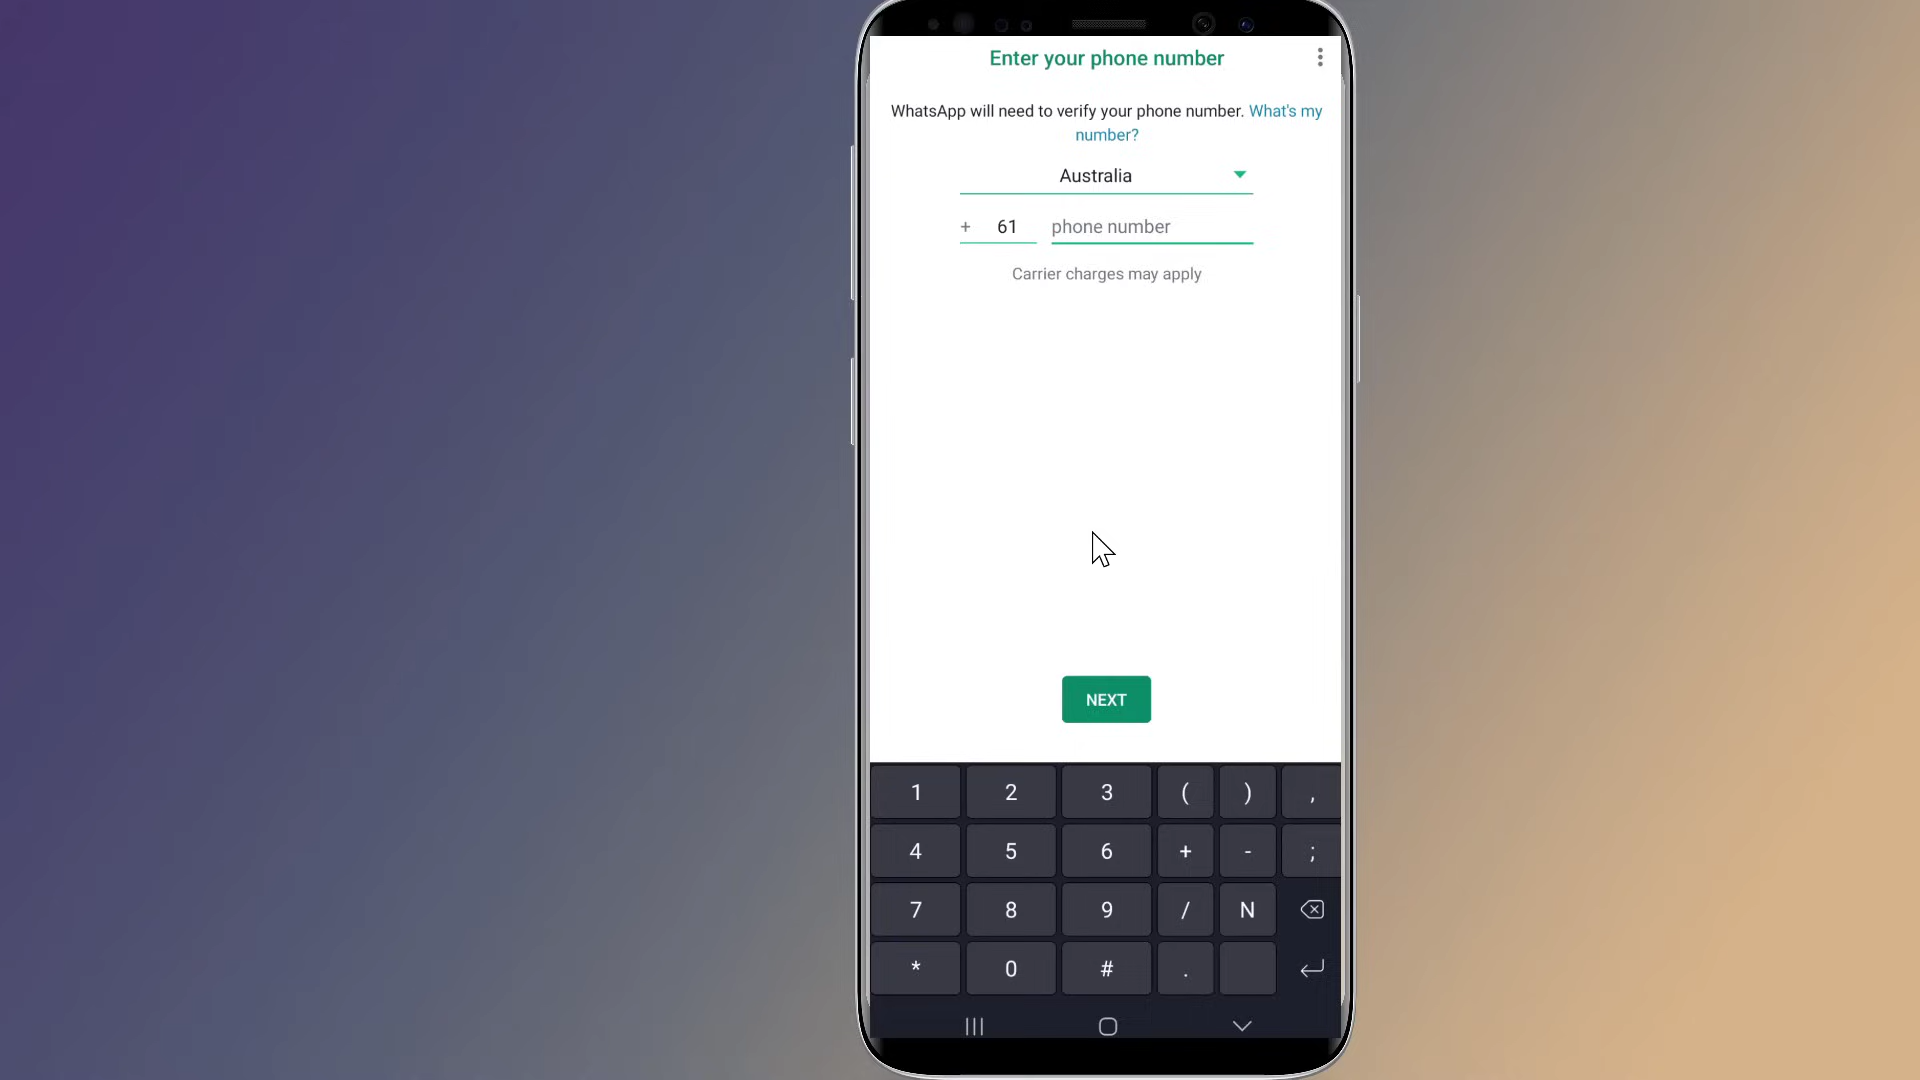 Enter your phone number
WhatsApp will need to verify your phone number. What's my
number?
Australia
+ 61 phone number
Carrier charges may apply
NEXT
1 2 3 ( ) ,
4 5 6 + - ;
7 8 9 / N
* 0 # .